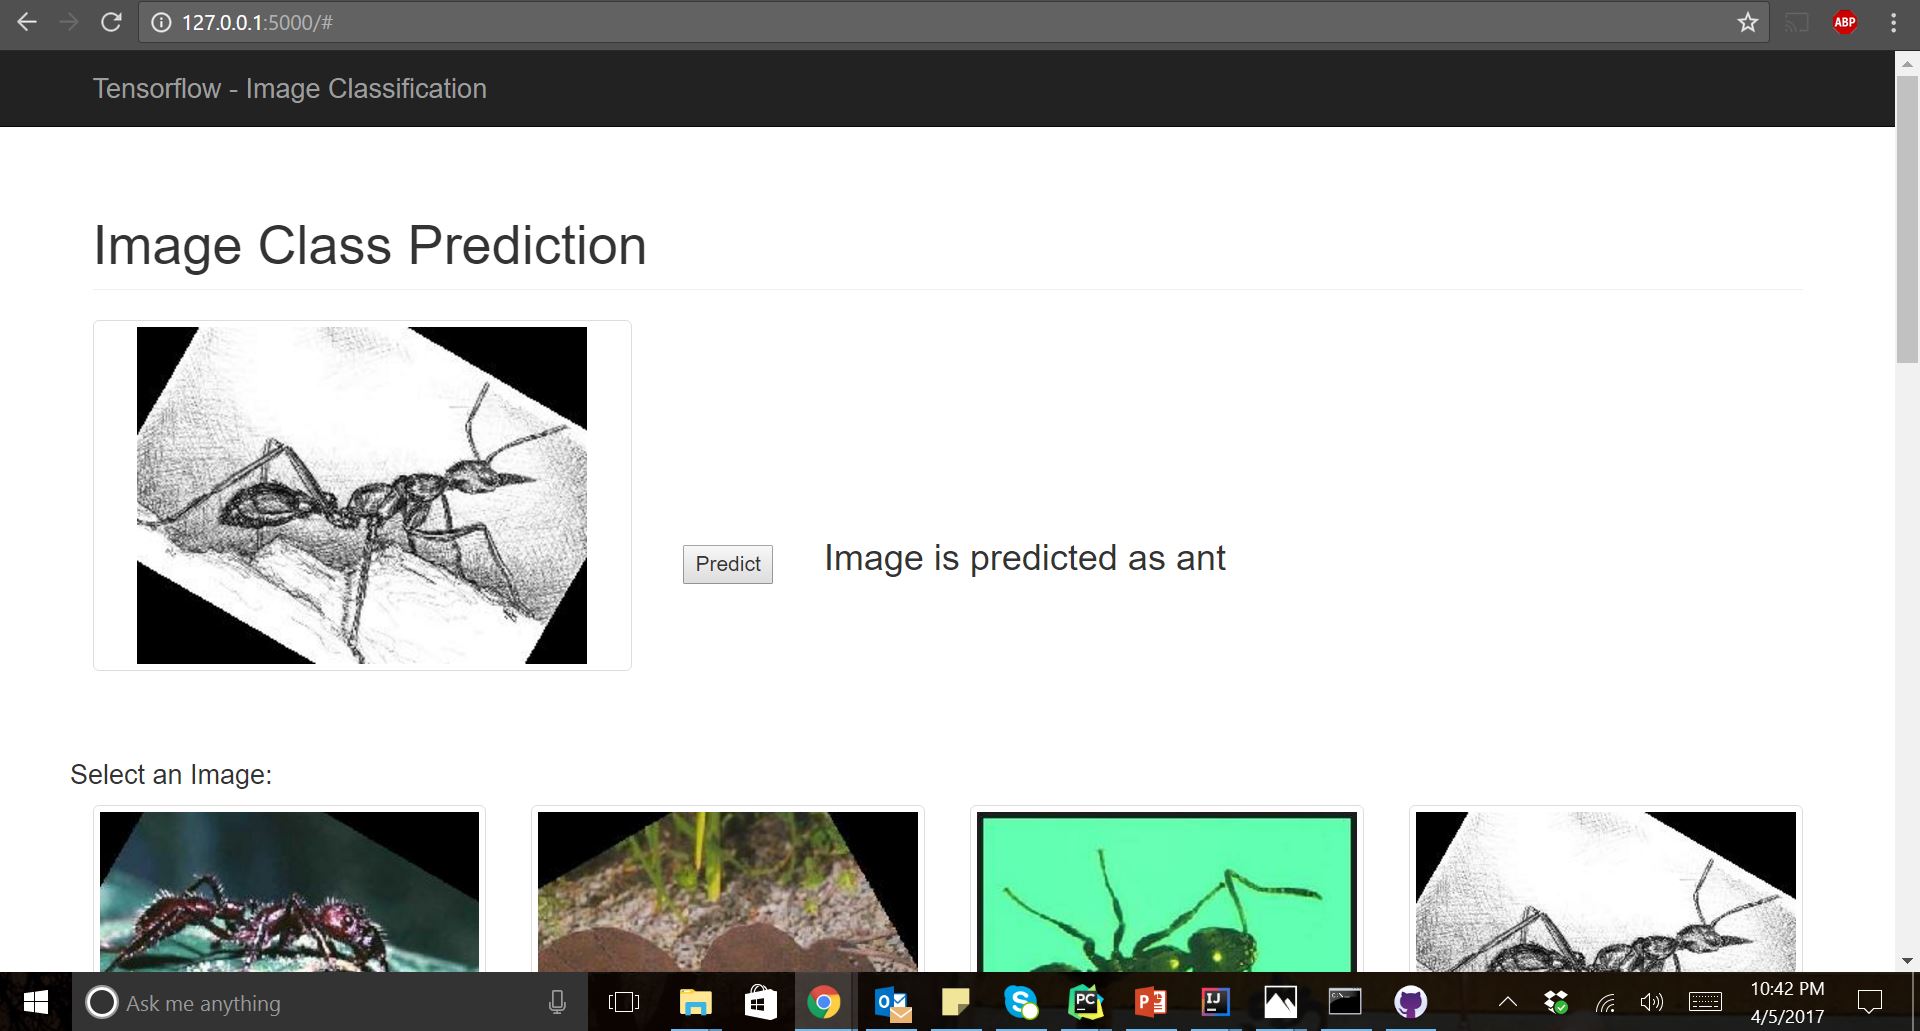 127.0.0.1:5000/#
ABP
Tensorflow - Image Classification
Image Class Prediction
Predict
Image is predicted as ant
Select an Image:
Ask me anything
10:42 PM
4/5/2017